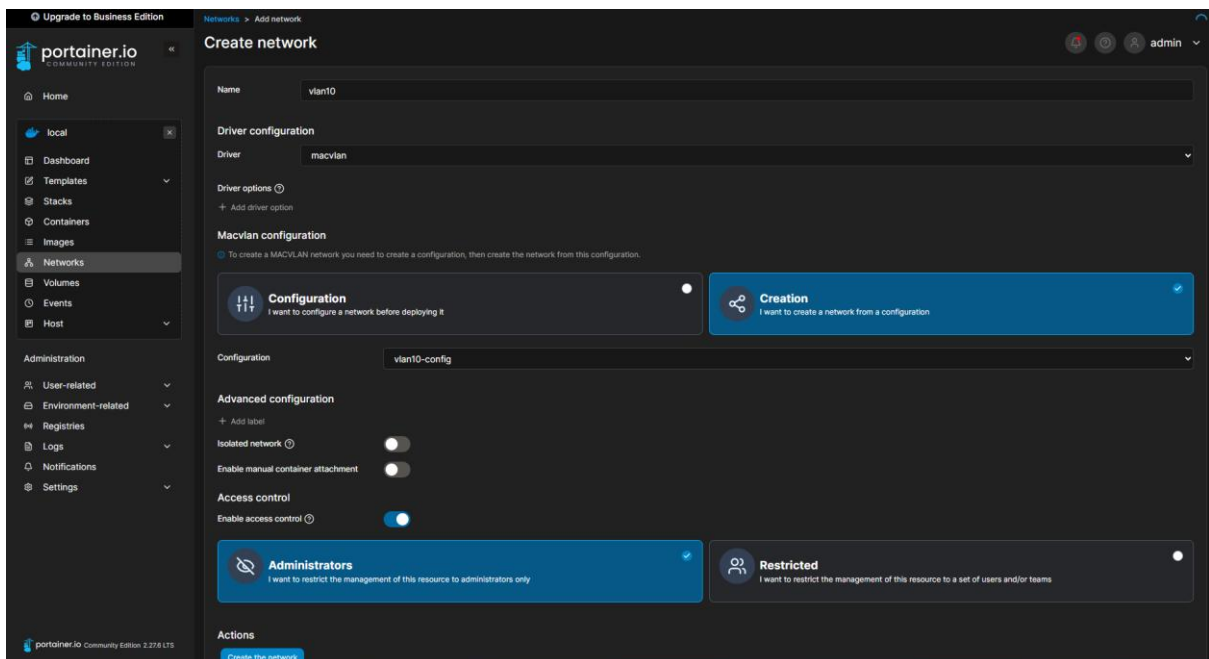 Upgrade to Business Edition
portainer.io
COMMUNITY EDITION
Home
local
Dashboard
Templates
Stacks
Containers
Images
Networks
Volumes
Events
Host
Administration
User-related
Environment-related
Registries
Logs
Notifications
Settings
portainer.io Community Edition 2.27.6 LTS
Networks > Add network
Create network
admin
Name vlan10
Driver configuration
Driver macvlan
Driver options
+ Add driver option
Macvlan configuration
To create a MACVLAN network you need to create a configuration, then create the network from this configuration.
Configuration
I want to configure a network before deploying it
Creation
I want to create a network from a configuration
Configuration vlan10-config
Advanced configuration
+ Add label
Isolated network
Enable manual container attachment
Access control
Enable access control
Administrators
I want to restrict the management of this resource to administrators only
Restricted
I want to restrict the management of this resource to a set of users and/or teams
Actions
Create the network